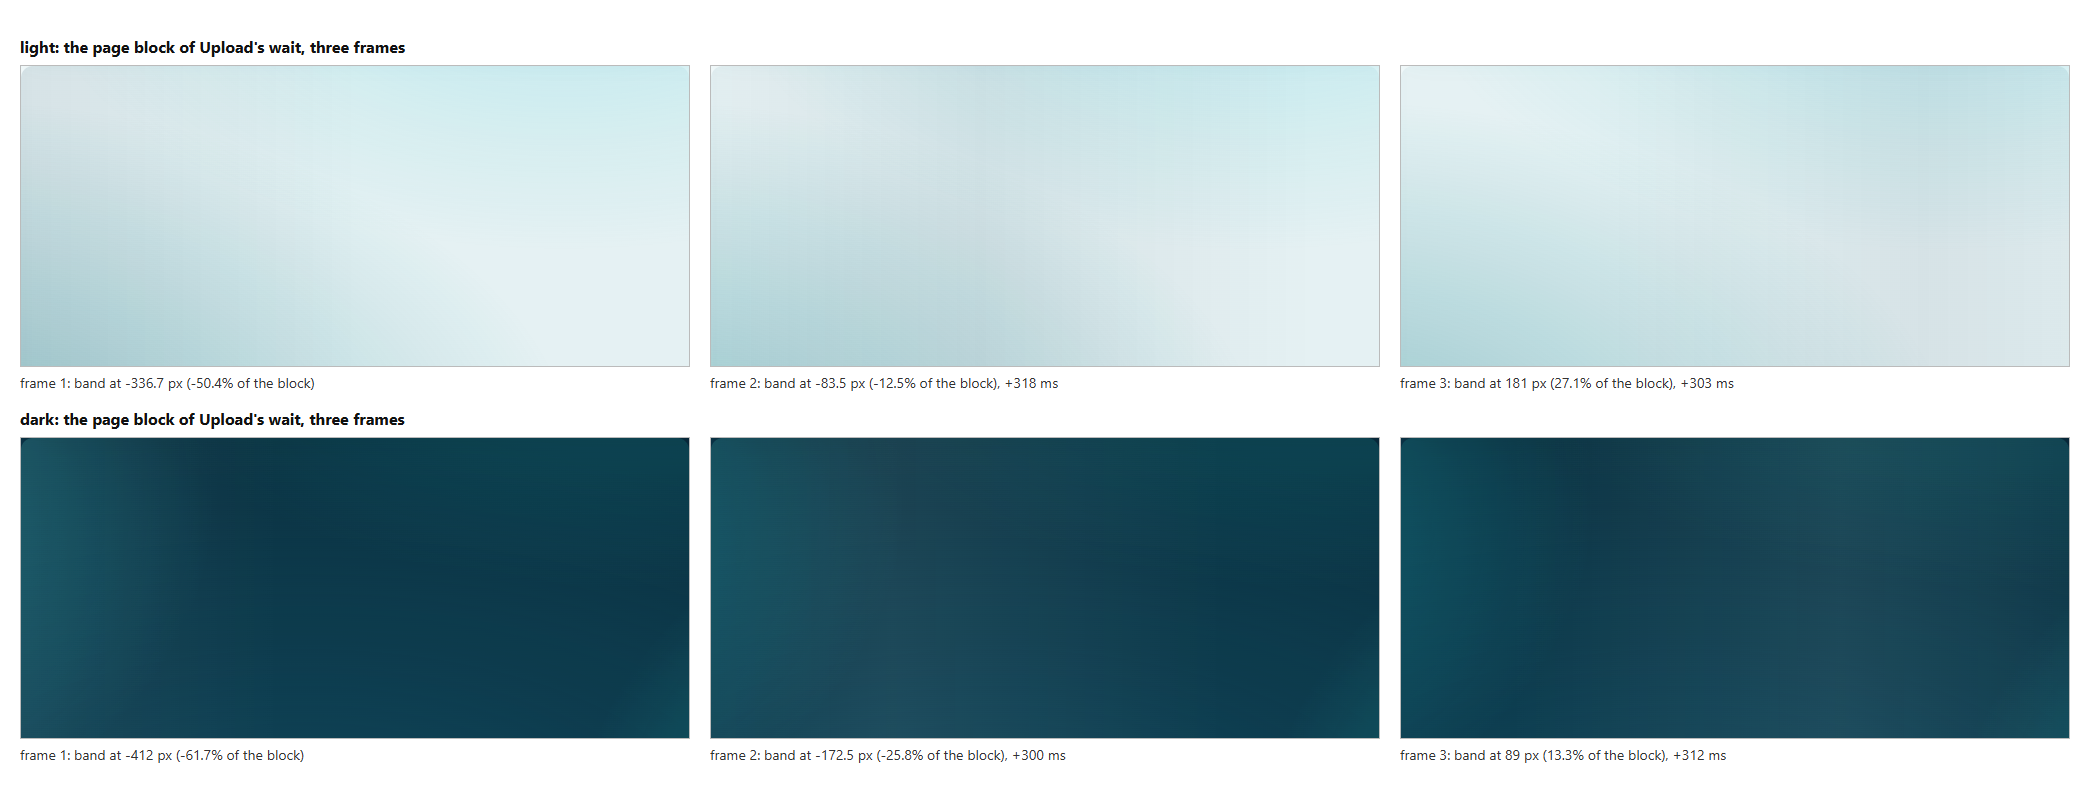 light: the page block of Upload's wait, three frames
frame 1: band at -336.7 px (-50.4% of the block)
frame 2: band at -83.5 px (-12.5% of the block), +318 ms
frame 3: band at 181 px (27.1% of the block), +303 ms
dark: the page block of Upload's wait, three frames
frame 1: band at -412 px (-61.7% of the block)
frame 2: band at -172.5 px (-25.8% of the block), +300 ms
frame 3: band at 89 px (13.3% of the block), +312 ms